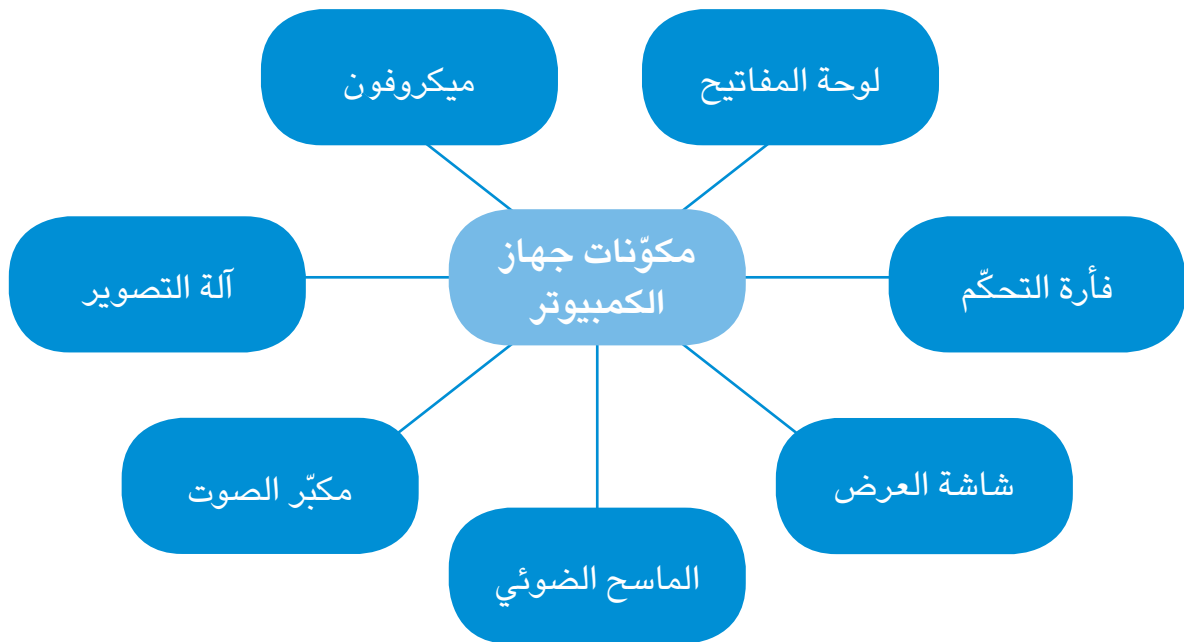 لوحة المفاتيح
ميكروفون
مكوّنات جهاز
الكمبيوتر
فأرة التحكّم
آلة التصوير
شاشة العرض
مكبّر الصوت
الماسح الضوئي